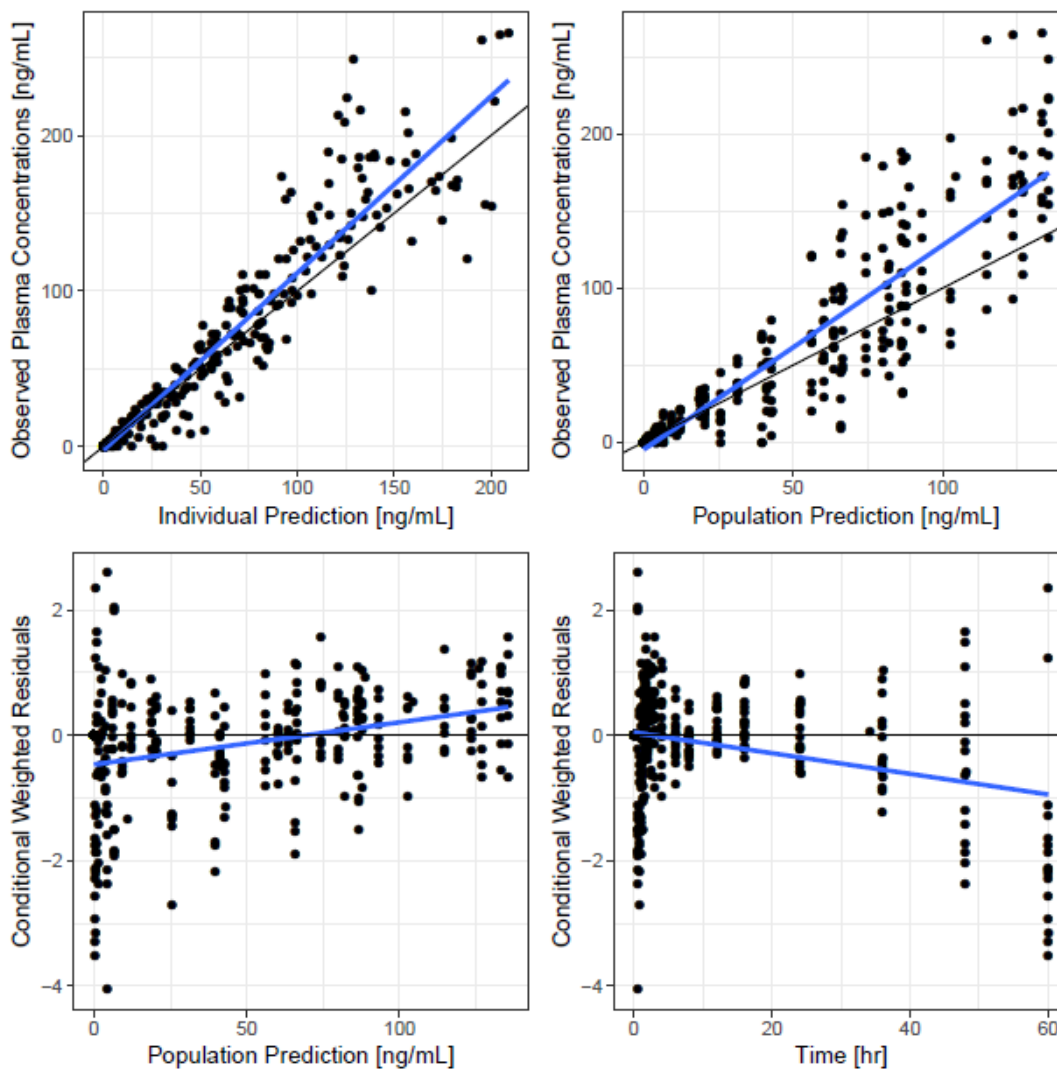 Observed Plasma Concentrations [ng/mL]
200
100
0
0 50 100 150 200
Individual Prediction [ng/mL]
Observed Plasma Concentrations [ng/mL]
200
100
0
0 50 100
Population Prediction [ng/mL]
Conditional Weighted Residuals
2
0
−2
−4
0 50 100
Population Prediction [ng/mL]
Conditional Weighted Residuals
2
0
−2
−4
0 20 40 60
Time [hr]